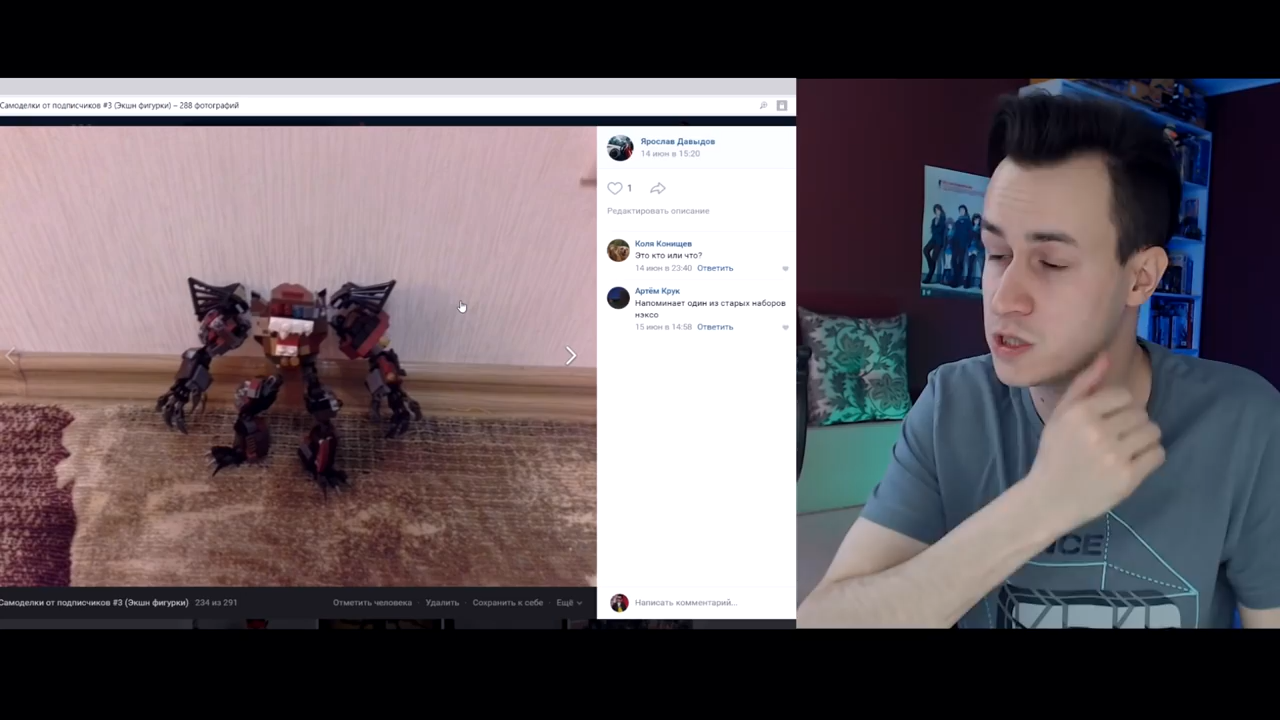 Самоделки от подписчиков #3 (Экшн фигурки) – 288 фотографий
Ярослав Давыдов
14 июн в 15:20
1
Редактировать описание
Коля Конищев
Это кто или что?
14 июн в 23:40 Ответить
Артём Крук
Напоминает один из старых наборов
нэксо
15 июн в 14:58 Ответить
Самоделки от подписчиков #3 (Экшн фигурки) 234 из 291
Отметить человека · Удалить · Сохранить к себе · Ещё
Написать комментарий...